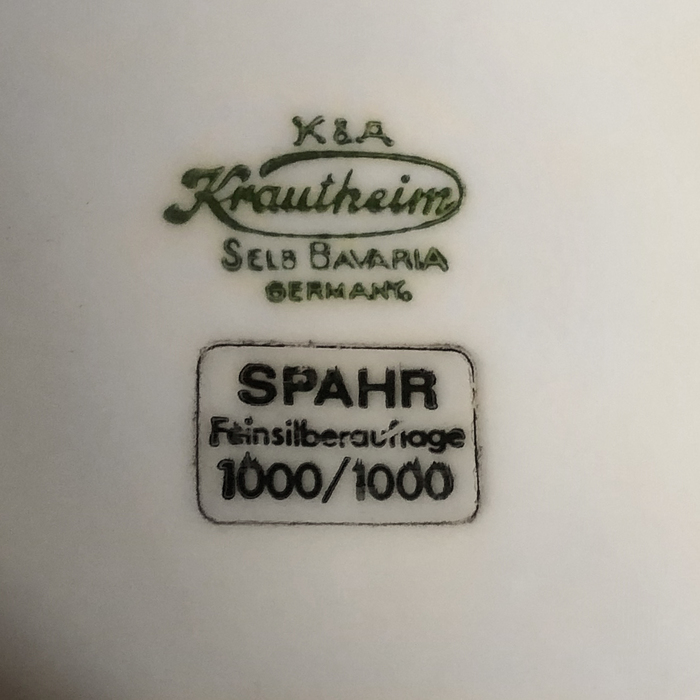 K & A
Krautheim
SELB BAVARIA
GERMANY.
SPAHR
Feinsilberauflage
1000/1000